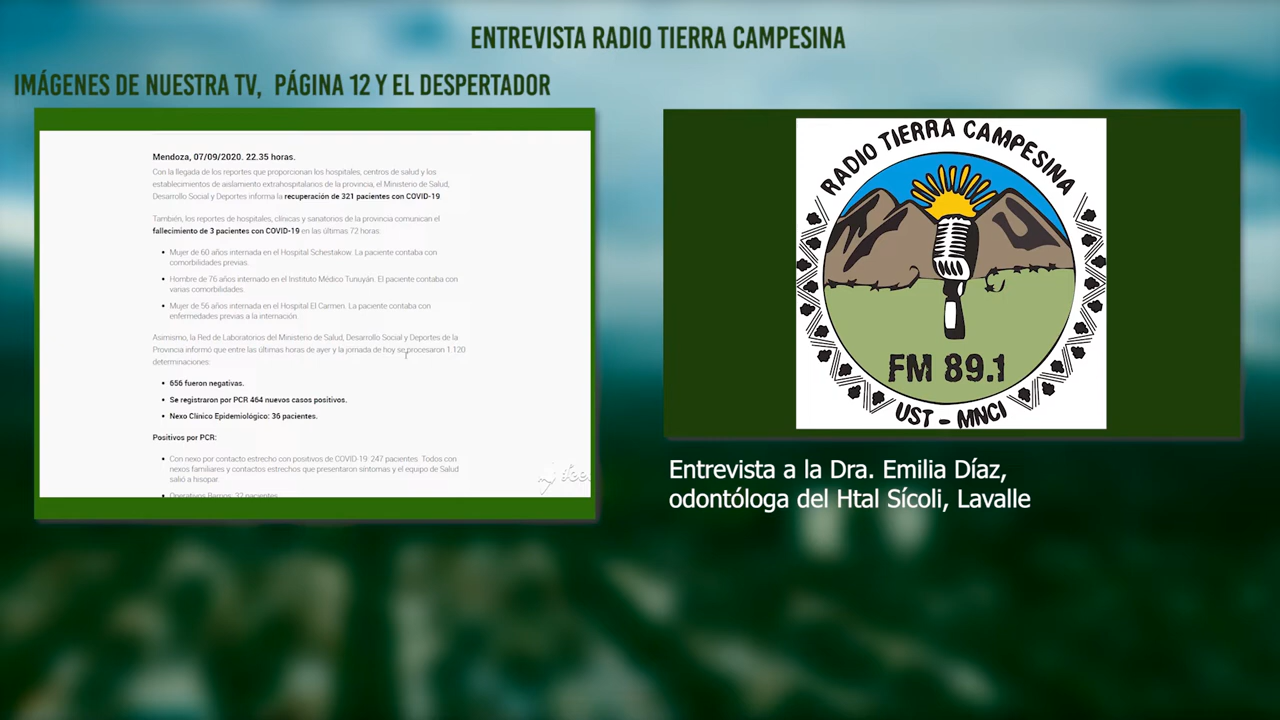 ENTREVISTA RADIO TIERRA CAMPESINA
IMÁGENES DE NUESTRA TV, PÁGINA 12 Y EL DESPERTADOR
Mendoza, 07/09/2020. 22.35 horas.
Con la llegada de los reportes que proporcionan los hospitales, centros de salud y los
establecimientos de aislamiento extrahospitalarios de la provincia, el Ministerio de Salud,
Desarrollo Social y Deportes informa la recuperación de 321 pacientes con COVID-19
También, los reportes de hospitales, clínicas y sanatorios de la provincia comunican el
fallecimiento de 3 pacientes con COVID-19 en las últimas 72 horas:
• Mujer de 60 años internada en el Hospital Schestakow. La paciente contaba con
comorbilidades previas.
• Hombre de 76 años internado en el Instituto Médico Tunuyán. El paciente contaba con
varias comorbilidades.
• Mujer de 56 años internada en el Hospital El Carmen. La paciente contaba con
enfermedades previas a la internación
Asimismo, la Red de Laboratorios del Ministerio de Salud, Desarrollo Social y Deportes de la
Provincia informó que entre las últimas horas de ayer y la jornada de hoy se procesaron 1.120
determinaciones:
• 656 fueron negativas.
• Se registraron por PCR 464 nuevos casos positivos.
• Nexo Clínico Epidemiológico: 36 pacientes.
Positivos por PCR:
• Con nexo por contacto estrecho con positivos de COVID-19: 247 pacientes. Todos con
nexos familiares y contactos estrechos que presentaron síntomas y el equipo de Salud
salió a hisopar.
• Operativos Barrios: 32 pacientes
RADIO TIERRA CAMPESINA
FM 89.1
UST - MNCI
Entrevista a la Dra. Emilia Díaz,
odontóloga del Htal Sícoli, Lavalle